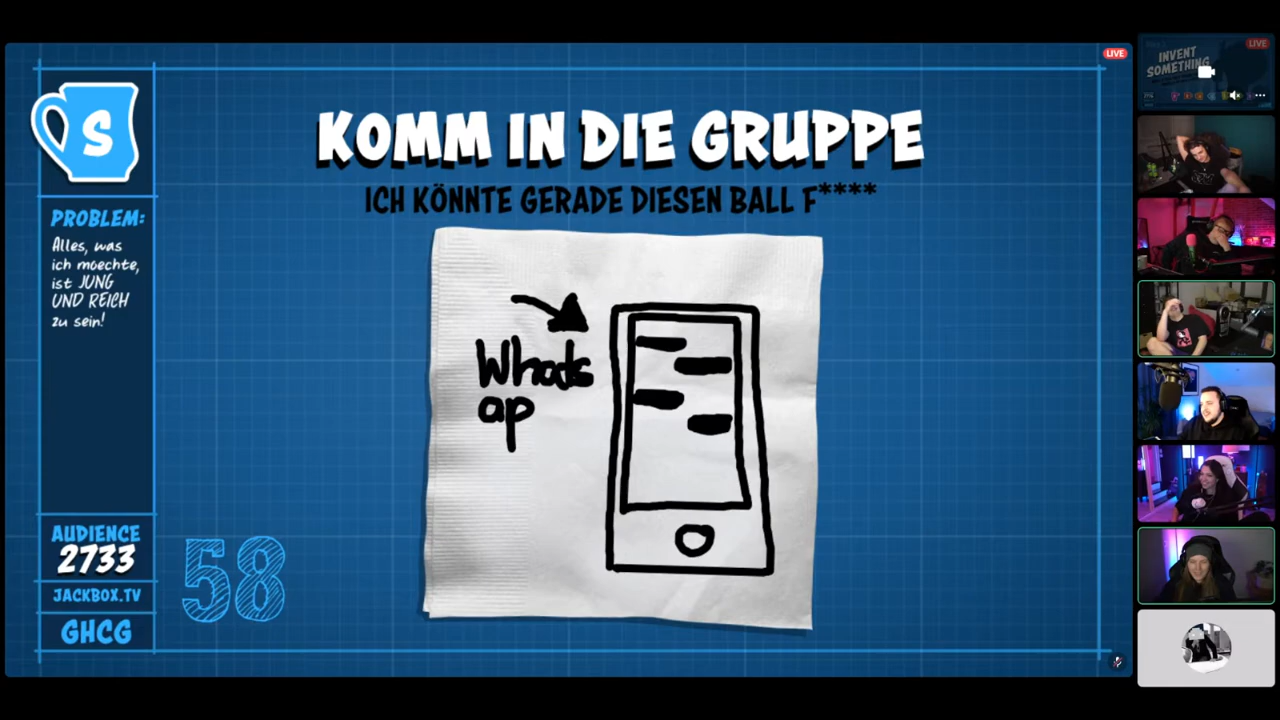 LIVE
LIVE
INVENT
SOMETHING
S
KOMM IN DIE GRUPPE
ICH KÖNNTE GERADE DIESEN BALL F****
PROBLEM:
Alles, was
ich moechte,
ist JUNG
UND REICH
zu sein!
Whats
ap
AUDIENCE
2733
JACKBOX.TV
GHCG
58